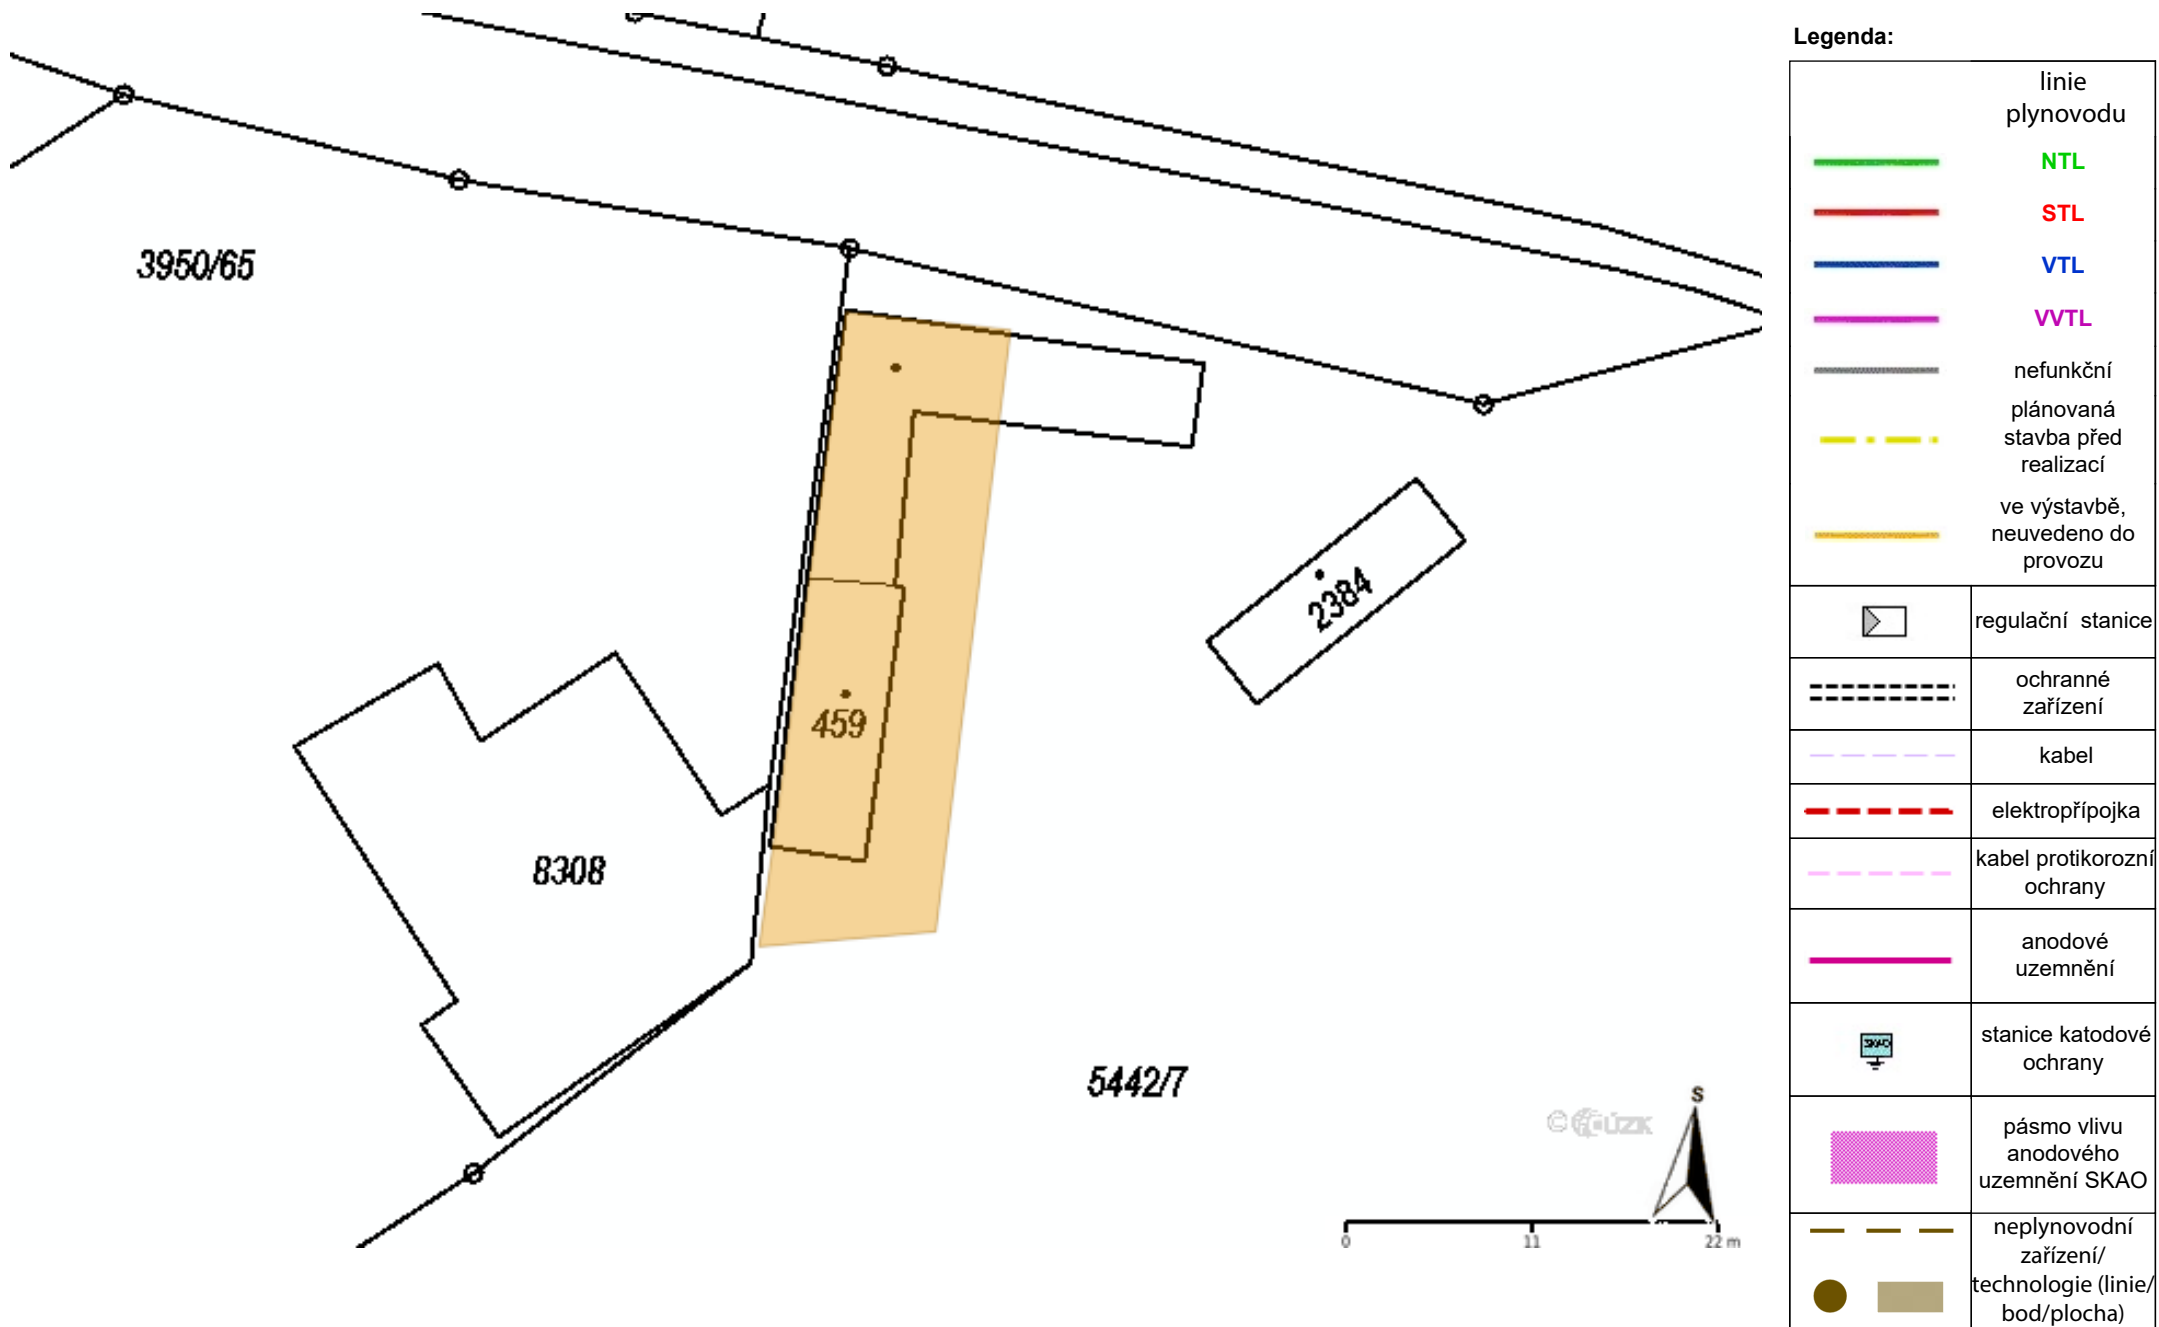 3950/65
459
2384
8308
5442/7
©
ÚZK
S
0
11
22 m
Legenda:
linie
plynovodu
NTL
STL
VTL
VVTL
nefunkční
plánovaná
stavba před
realizací
ve výstavbě,
neuvedeno do
provozu
regulační stanice
ochranné
zařízení
kabel
elektropřípojka
kabel protikorozní
ochrany
anodové
uzemnění
SKAO
stanice katodové
ochrany
pásmo vlivu
anodového
uzemnění SKAO
neplynovodní
zařízení/
technologie (linie/
bod/plocha)